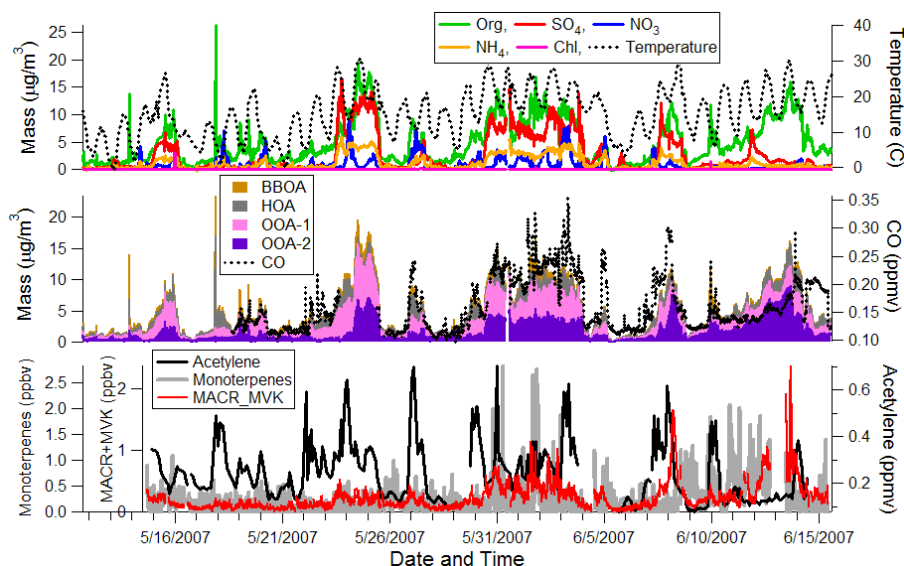 Org, SO4, NO3
NH4, Chl, Temperature
25
20
15
10
5
0
Mass (µg/m3)
40
30
20
10
0
Temperature (C)
BBOA
HOA
OOA-1
OOA-2
CO
20
15
10
5
0
Mass (µg/m3)
0.35
0.30
0.25
0.20
0.15
0.10
CO (ppmv)
Acetylene
Monoterpenes
MACR_MVK
2.5
2.0
1.5
1.0
0.5
0.0
Monoterpenes (ppbv)
2
1
0
MACR+MVK (ppbv)
0.6
0.4
0.2
Acetylene (ppmv)
5/16/2007 5/21/2007 5/26/2007 5/31/2007 6/5/2007 6/10/2007 6/15/2007
Date and Time